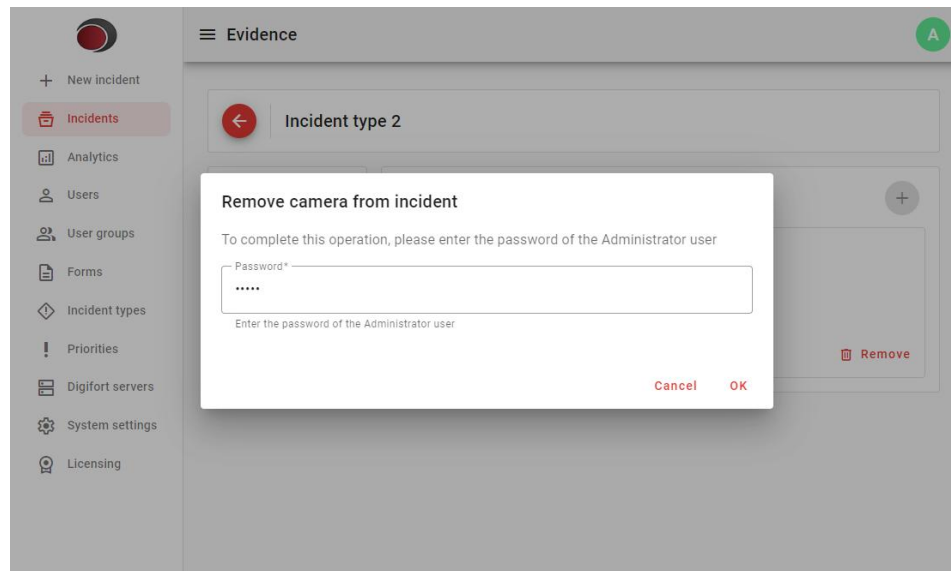 Evidence
A
New incident
Incidents
Analytics
Users
User groups
Forms
Incident types
Priorities
Digifort servers
System settings
Licensing
Incident type 2
Remove camera from incident
To complete this operation, please enter the password of the Administrator user
Password*
•••••
Enter the password of the Administrator user
Cancel OK
Remove